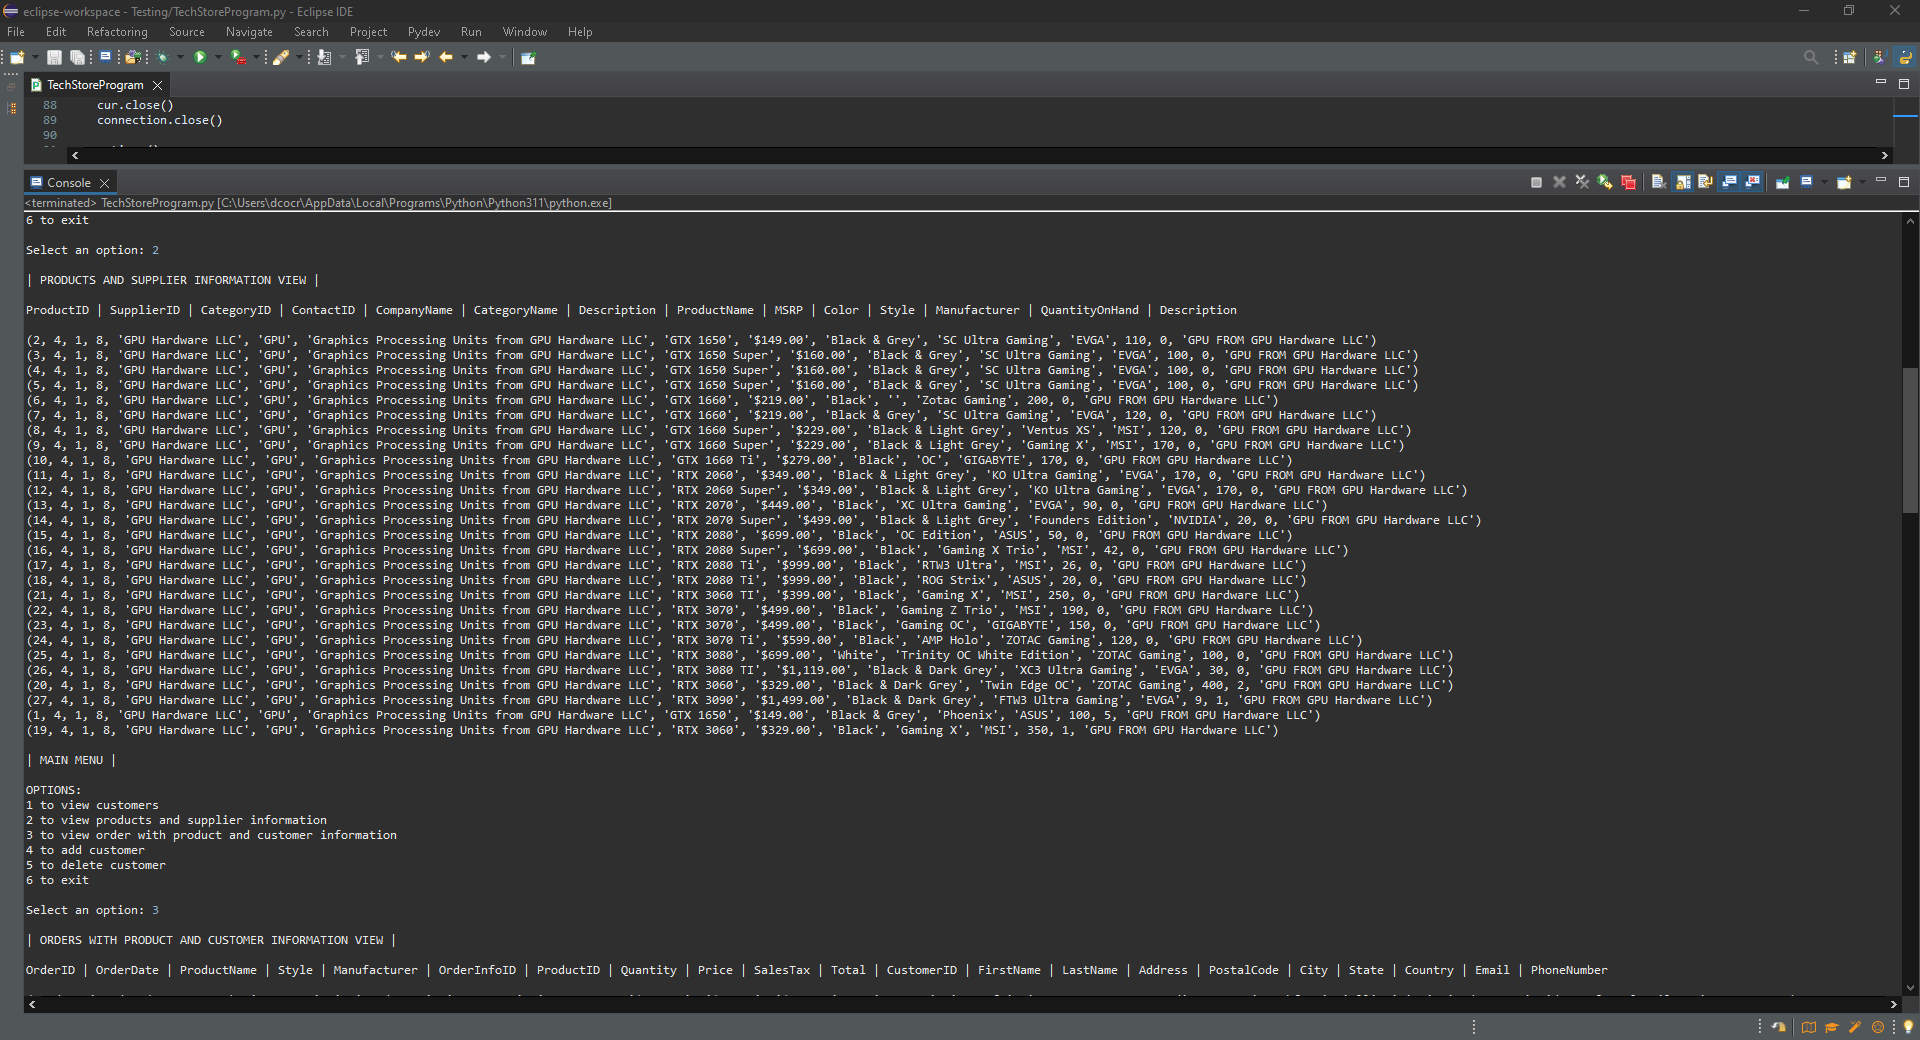 eclipse-workspace - Testing/TechStoreProgram.py - Eclipse IDE
File Edit Refactoring Source Navigate Search Project Pydev Run Window Help
TechStoreProgram
88 cur.close()
89 connection.close()
90
Console
<terminated> TechStoreProgram.py [C:\Users\dcocr\AppData\Local\Programs\Python\Python311\python.exe]
6 to exit
Select an option: 2
| PRODUCTS AND SUPPLIER INFORMATION VIEW |
ProductID | SupplierID | CategoryID | ContactID | CompanyName | CategoryName | Description | ProductName | MSRP | Color | Style | Manufacturer | QuantityOnHand | Description
(2, 4, 1, 8, 'GPU Hardware LLC', 'GPU', 'Graphics Processing Units from GPU Hardware LLC', 'GTX 1650', '$149.00', 'Black & Grey', 'SC Ultra Gaming', 'EVGA', 110, 0, 'GPU FROM GPU Hardware LLC')
(3, 4, 1, 8, 'GPU Hardware LLC', 'GPU', 'Graphics Processing Units from GPU Hardware LLC', 'GTX 1650 Super', '$160.00', 'Black & Grey', 'SC Ultra Gaming', 'EVGA', 100, 0, 'GPU FROM GPU Hardware LLC')
(4, 4, 1, 8, 'GPU Hardware LLC', 'GPU', 'Graphics Processing Units from GPU Hardware LLC', 'GTX 1650 Super', '$160.00', 'Black & Grey', 'SC Ultra Gaming', 'EVGA', 100, 0, 'GPU FROM GPU Hardware LLC')
(5, 4, 1, 8, 'GPU Hardware LLC', 'GPU', 'Graphics Processing Units from GPU Hardware LLC', 'GTX 1650 Super', '$160.00', 'Black & Grey', 'SC Ultra Gaming', 'EVGA', 100, 0, 'GPU FROM GPU Hardware LLC')
(6, 4, 1, 8, 'GPU Hardware LLC', 'GPU', 'Graphics Processing Units from GPU Hardware LLC', 'GTX 1660', '$219.00', 'Black', '', 'Zotac Gaming', 200, 0, 'GPU FROM GPU Hardware LLC')
(7, 4, 1, 8, 'GPU Hardware LLC', 'GPU', 'Graphics Processing Units from GPU Hardware LLC', 'GTX 1660', '$219.00', 'Black & Grey', 'SC Ultra Gaming', 'EVGA', 120, 0, 'GPU FROM GPU Hardware LLC')
(8, 4, 1, 8, 'GPU Hardware LLC', 'GPU', 'Graphics Processing Units from GPU Hardware LLC', 'GTX 1660 Super', '$229.00', 'Black & Light Grey', 'Ventus XS', 'MSI', 120, 0, 'GPU FROM GPU Hardware LLC')
(9, 4, 1, 8, 'GPU Hardware LLC', 'GPU', 'Graphics Processing Units from GPU Hardware LLC', 'GTX 1660 Super', '$229.00', 'Black & Light Grey', 'Gaming X', 'MSI', 170, 0, 'GPU FROM GPU Hardware LLC')
(10, 4, 1, 8, 'GPU Hardware LLC', 'GPU', 'Graphics Processing Units from GPU Hardware LLC', 'GTX 1660 Ti', '$279.00', 'Black', 'OC', 'GIGABYTE', 170, 0, 'GPU FROM GPU Hardware LLC')
(11, 4, 1, 8, 'GPU Hardware LLC', 'GPU', 'Graphics Processing Units from GPU Hardware LLC', 'RTX 2060', '$349.00', 'Black & Light Grey', 'KO Ultra Gaming', 'EVGA', 170, 0, 'GPU FROM GPU Hardware LLC')
(12, 4, 1, 8, 'GPU Hardware LLC', 'GPU', 'Graphics Processing Units from GPU Hardware LLC', 'RTX 2060 Super', '$349.00', 'Black & Light Grey', 'KO Ultra Gaming', 'EVGA', 170, 0, 'GPU FROM GPU Hardware LLC')
(13, 4, 1, 8, 'GPU Hardware LLC', 'GPU', 'Graphics Processing Units from GPU Hardware LLC', 'RTX 2070', '$449.00', 'Black', 'XC Ultra Gaming', 'EVGA', 90, 0, 'GPU FROM GPU Hardware LLC')
(14, 4, 1, 8, 'GPU Hardware LLC', 'GPU', 'Graphics Processing Units from GPU Hardware LLC', 'RTX 2070 Super', '$499.00', 'Black & Light Grey', 'Founders Edition', 'NVIDIA', 20, 0, 'GPU FROM GPU Hardware LLC')
(15, 4, 1, 8, 'GPU Hardware LLC', 'GPU', 'Graphics Processing Units from GPU Hardware LLC', 'RTX 2080', '$699.00', 'Black', 'OC Edition', 'ASUS', 50, 0, 'GPU FROM GPU Hardware LLC')
(16, 4, 1, 8, 'GPU Hardware LLC', 'GPU', 'Graphics Processing Units from GPU Hardware LLC', 'RTX 2080 Super', '$699.00', 'Black', 'Gaming X Trio', 'MSI', 42, 0, 'GPU FROM GPU Hardware LLC')
(17, 4, 1, 8, 'GPU Hardware LLC', 'GPU', 'Graphics Processing Units from GPU Hardware LLC', 'RTX 2080 Ti', '$999.00', 'Black', 'RTW3 Ultra', 'MSI', 26, 0, 'GPU FROM GPU Hardware LLC')
(18, 4, 1, 8, 'GPU Hardware LLC', 'GPU', 'Graphics Processing Units from GPU Hardware LLC', 'RTX 2080 Ti', '$999.00', 'Black', 'ROG Strix', 'ASUS', 20, 0, 'GPU FROM GPU Hardware LLC')
(21, 4, 1, 8, 'GPU Hardware LLC', 'GPU', 'Graphics Processing Units from GPU Hardware LLC', 'RTX 3060 TI', '$399.00', 'Black', 'Gaming X', 'MSI', 250, 0, 'GPU FROM GPU Hardware LLC')
(22, 4, 1, 8, 'GPU Hardware LLC', 'GPU', 'Graphics Processing Units from GPU Hardware LLC', 'RTX 3070', '$499.00', 'Black', 'Gaming Z Trio', 'MSI', 190, 0, 'GPU FROM GPU Hardware LLC')
(23, 4, 1, 8, 'GPU Hardware LLC', 'GPU', 'Graphics Processing Units from GPU Hardware LLC', 'RTX 3070', '$499.00', 'Black', 'Gaming OC', 'GIGABYTE', 150, 0, 'GPU FROM GPU Hardware LLC')
(24, 4, 1, 8, 'GPU Hardware LLC', 'GPU', 'Graphics Processing Units from GPU Hardware LLC', 'RTX 3070 Ti', '$599.00', 'Black', 'AMP Holo', 'ZOTAC Gaming', 120, 0, 'GPU FROM GPU Hardware LLC')
(25, 4, 1, 8, 'GPU Hardware LLC', 'GPU', 'Graphics Processing Units from GPU Hardware LLC', 'RTX 3080', '$699.00', 'White', 'Trinity OC White Edition', 'ZOTAC Gaming', 100, 0, 'GPU FROM GPU Hardware LLC')
(26, 4, 1, 8, 'GPU Hardware LLC', 'GPU', 'Graphics Processing Units from GPU Hardware LLC', 'RTX 3080 TI', '$1,119.00', 'Black & Dark Grey', 'XC3 Ultra Gaming', 'EVGA', 30, 0, 'GPU FROM GPU Hardware LLC')
(20, 4, 1, 8, 'GPU Hardware LLC', 'GPU', 'Graphics Processing Units from GPU Hardware LLC', 'RTX 3060', '$329.00', 'Black & Dark Grey', 'Twin Edge OC', 'ZOTAC Gaming', 400, 2, 'GPU FROM GPU Hardware LLC')
(27, 4, 1, 8, 'GPU Hardware LLC', 'GPU', 'Graphics Processing Units from GPU Hardware LLC', 'RTX 3090', '$1,499.00', 'Black & Dark Grey', 'FTW3 Ultra Gaming', 'EVGA', 9, 1, 'GPU FROM GPU Hardware LLC')
(1, 4, 1, 8, 'GPU Hardware LLC', 'GPU', 'Graphics Processing Units from GPU Hardware LLC', 'GTX 1650', '$149.00', 'Black & Grey', 'Phoenix', 'ASUS', 100, 5, 'GPU FROM GPU Hardware LLC')
(19, 4, 1, 8, 'GPU Hardware LLC', 'GPU', 'Graphics Processing Units from GPU Hardware LLC', 'RTX 3060', '$329.00', 'Black', 'Gaming X', 'MSI', 350, 1, 'GPU FROM GPU Hardware LLC')
| MAIN MENU |
OPTIONS:
1 to view customers
2 to view products and supplier information
3 to view order with product and customer information
4 to add customer
5 to delete customer
6 to exit
Select an option: 3
| ORDERS WITH PRODUCT AND CUSTOMER INFORMATION VIEW |
OrderID | OrderDate | ProductName | Style | Manufacturer | OrderInfoID | ProductID | Quantity | Price | SalesTax | Total | CustomerID | FirstName | LastName | Address | PostalCode | City | State | Country | Email | PhoneNumber